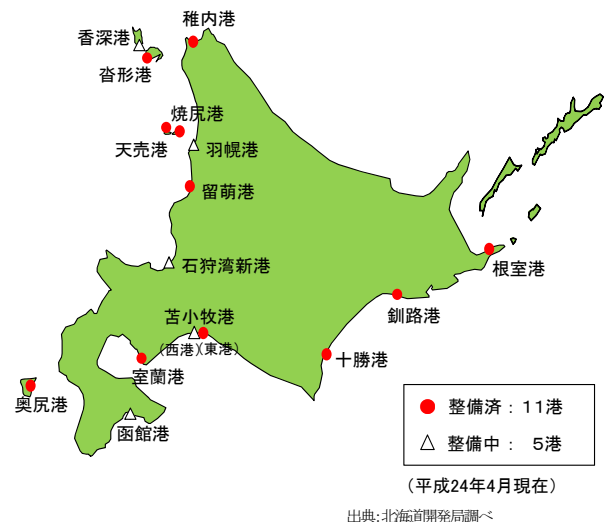 稚内港
香深港
沓形港
焼尻港
天売港
羽幌港
留萌港
石狩湾新港
根室港
釧路港
苫小牧港
(西港)(東港)
十勝港
室蘭港
奥尻港
函館港
整備済：11港
整備中： 5港
（平成24年4月現在）
出典:北海道開発局調べ